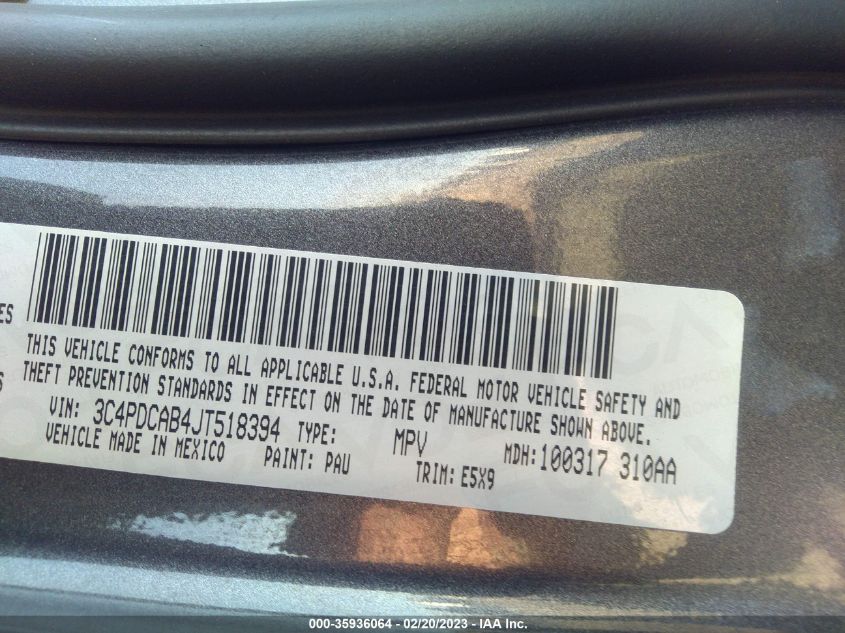 ES
S
THIS VEHICLE CONFORMS TO ALL APPLICABLE U.S.A. FEDERAL MOTOR VEHICLE SAFETY AND
THEFT PREVENTION STANDARDS IN EFFECT ON THE DATE OF MANUFACTURE SHOWN ABOVE.
VIN: 3C4PDCAB4JT518394 TYPE: MPV MDH:100317 310AA
VEHICLE MADE IN MEXICO PAINT: PAU TRIM: E5X9
000-35936064 - 02/20/2023 - IAA Inc.